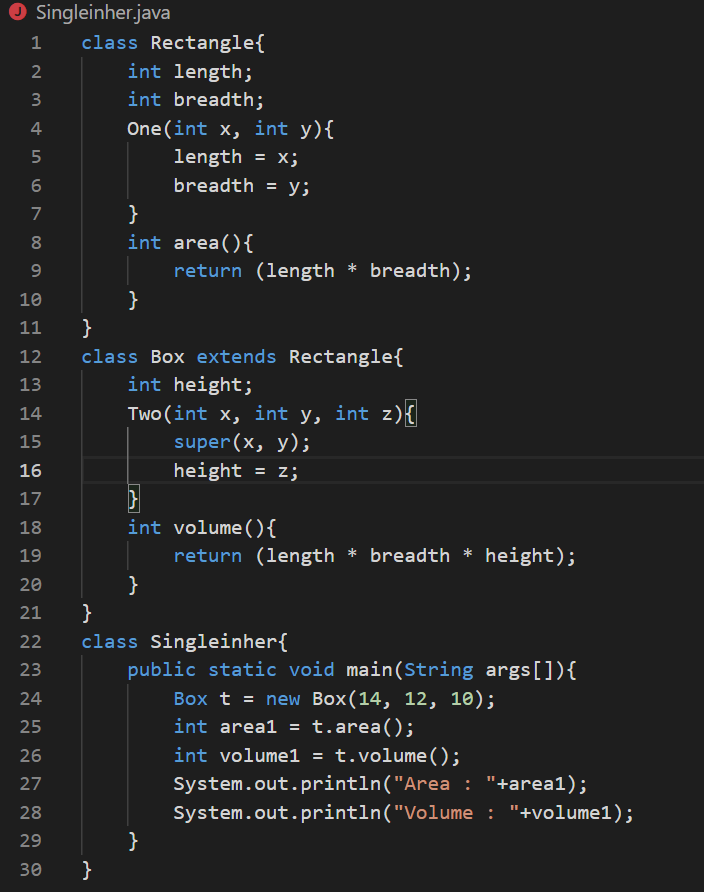 J Singleinher.java
1 class Rectangle{
2     int length;
3     int breadth;
4     One(int x, int y){
5         length = x;
6         breadth = y;
7     }
8     int area(){
9         return (length * breadth);
10     }
11 }
12 class Box extends Rectangle{
13     int height;
14     Two(int x, int y, int z){
15         super(x, y);
16         height = z;
17     }
18     int volume(){
19         return (length * breadth * height);
20     }
21 }
22 class Singleinher{
23     public static void main(String args[]){
24         Box t = new Box(14, 12, 10);
25         int area1 = t.area();
26         int volume1 = t.volume();
27         System.out.println("Area : "+area1);
28         System.out.println("Volume : "+volume1);
29     }
30 }